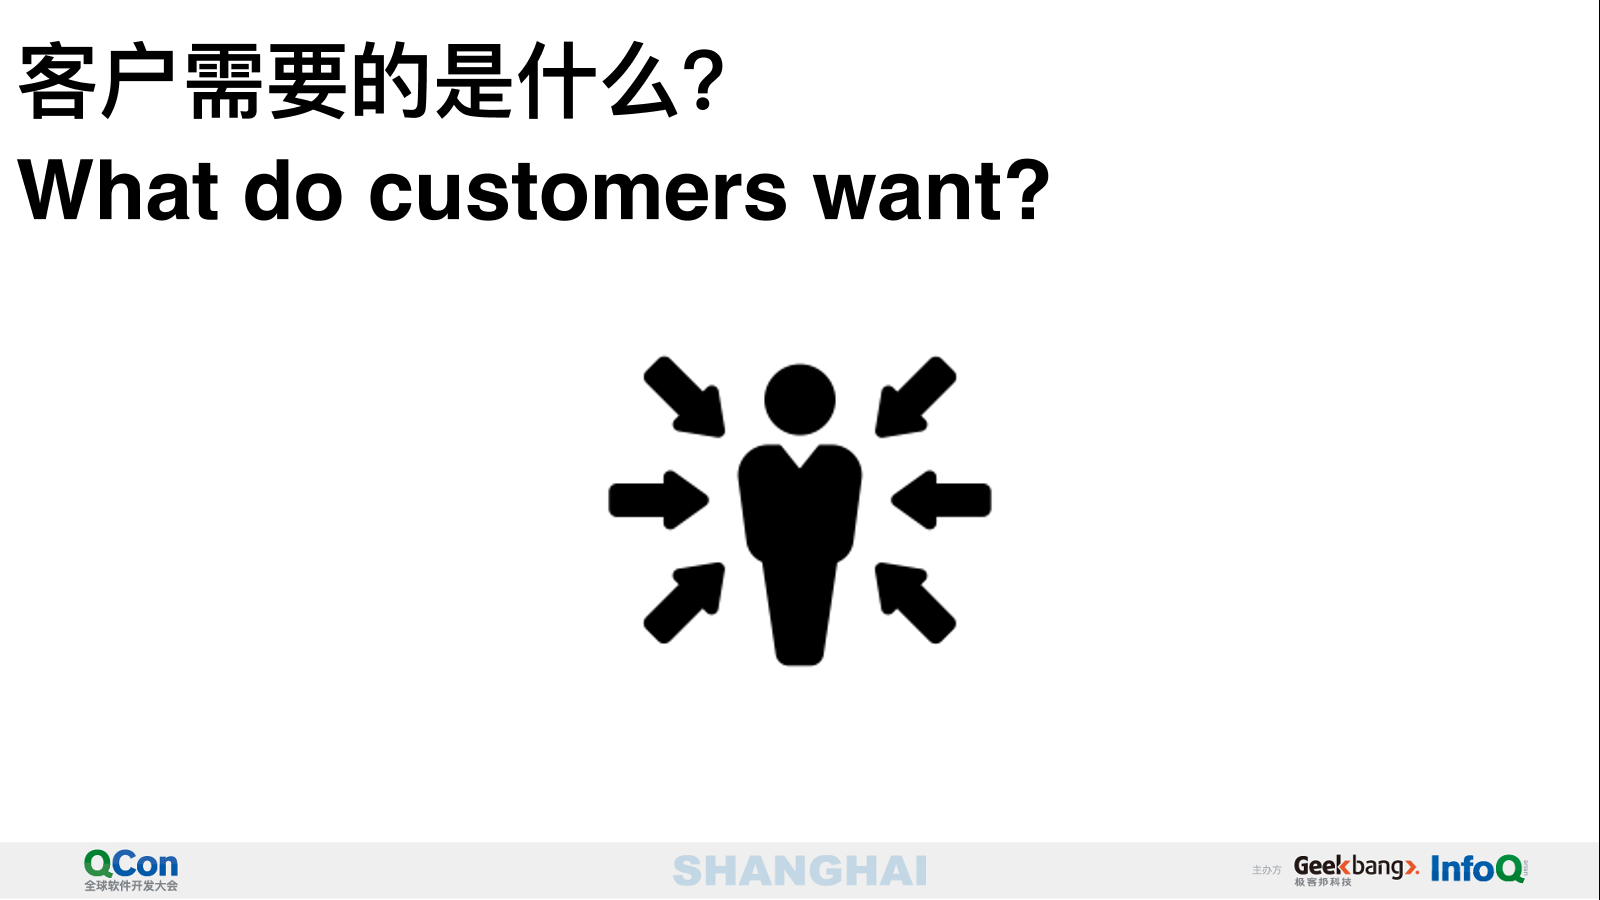 客户需要的是什么?
What do customers want?
QCon
全球软件开发大会
SHANGHAI
主办方
Geekbang>.
极客邦科技
InfoQ